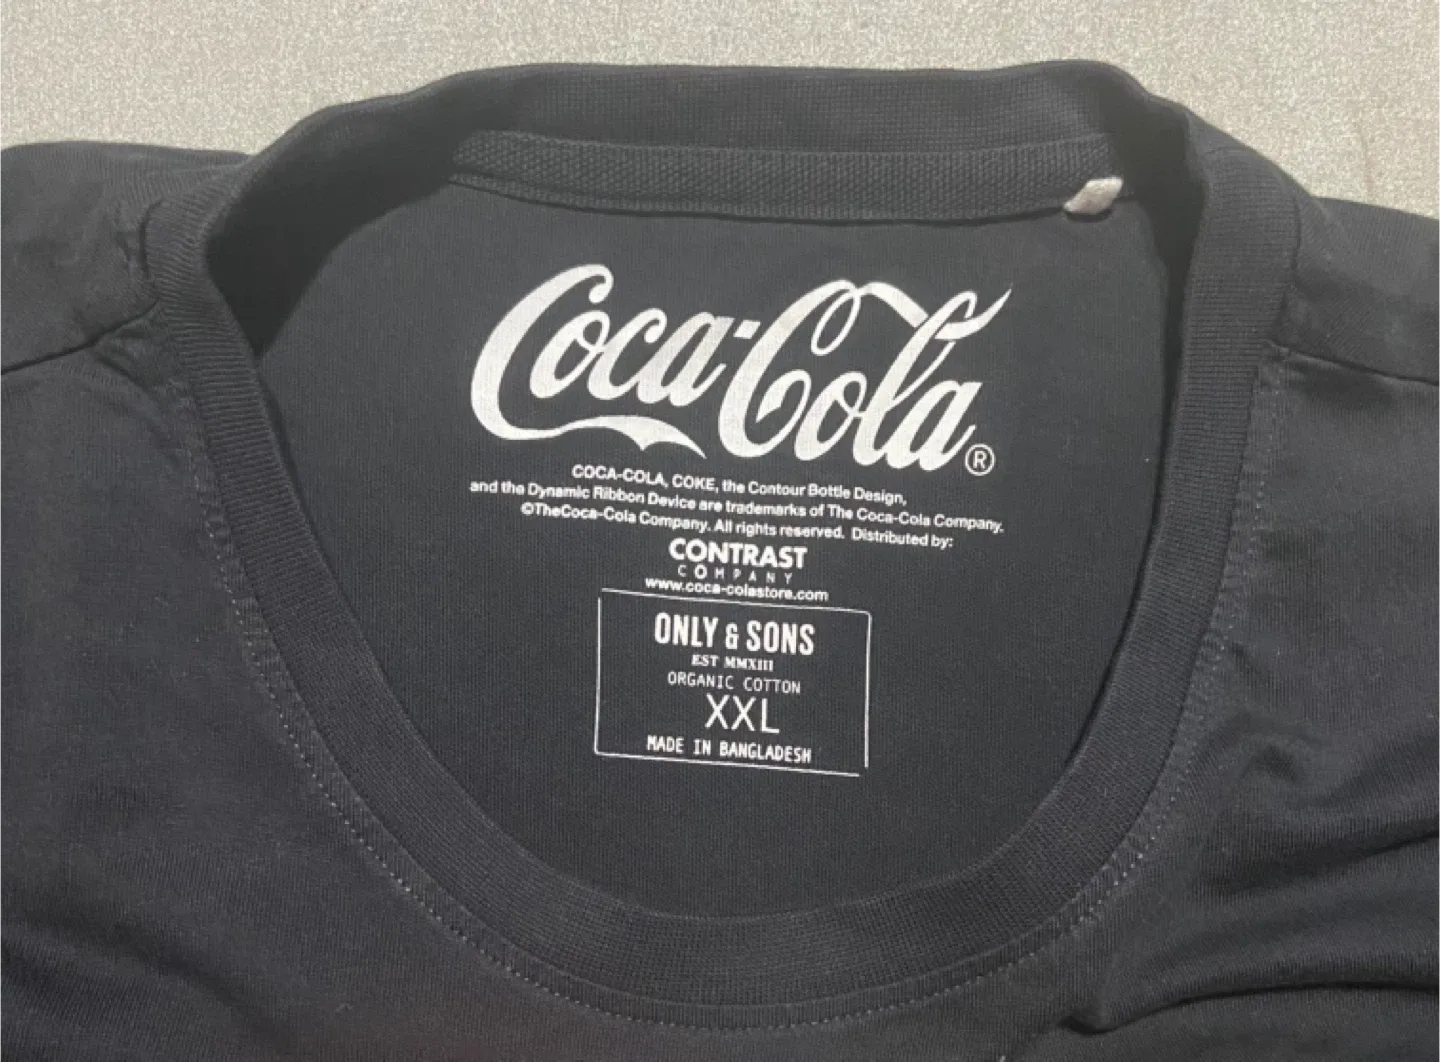 Coca-Cola®
COCA-COLA, COKE, the Contour Bottle Design,
and the Dynamic Ribbon Device are trademarks of The Coca-Cola Company.
©TheCoca-Cola Company. All rights reserved. Distributed by:
CONTRAST
COMPANY
www.coca-colastore.com
ONLY & SONS
EST MMXIII
ORGANIC COTTON
XXL
MADE IN BANGLADESH